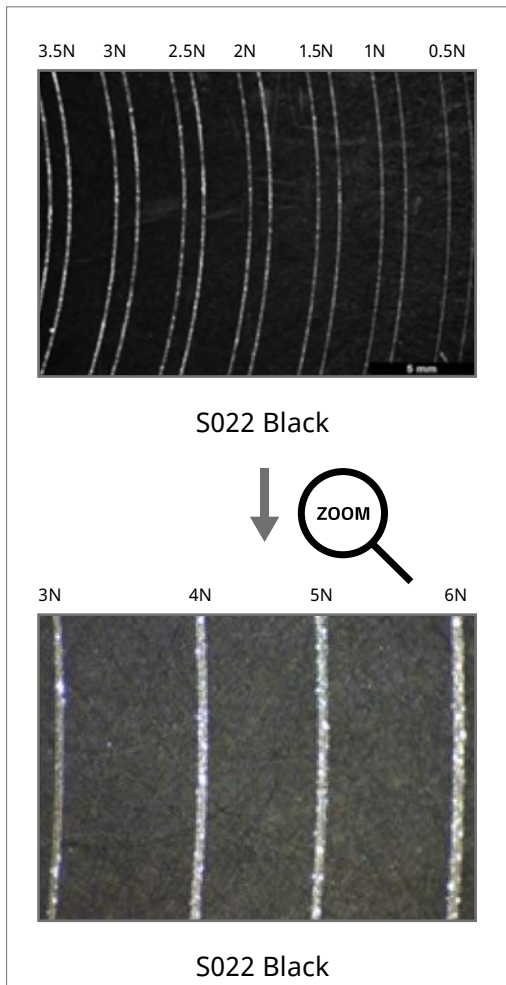 3.5N 3N 2.5N 2N 1.5N 1N 0.5N
5 mm
S022 Black
ZOOM
3N 4N 5N 6N
S022 Black